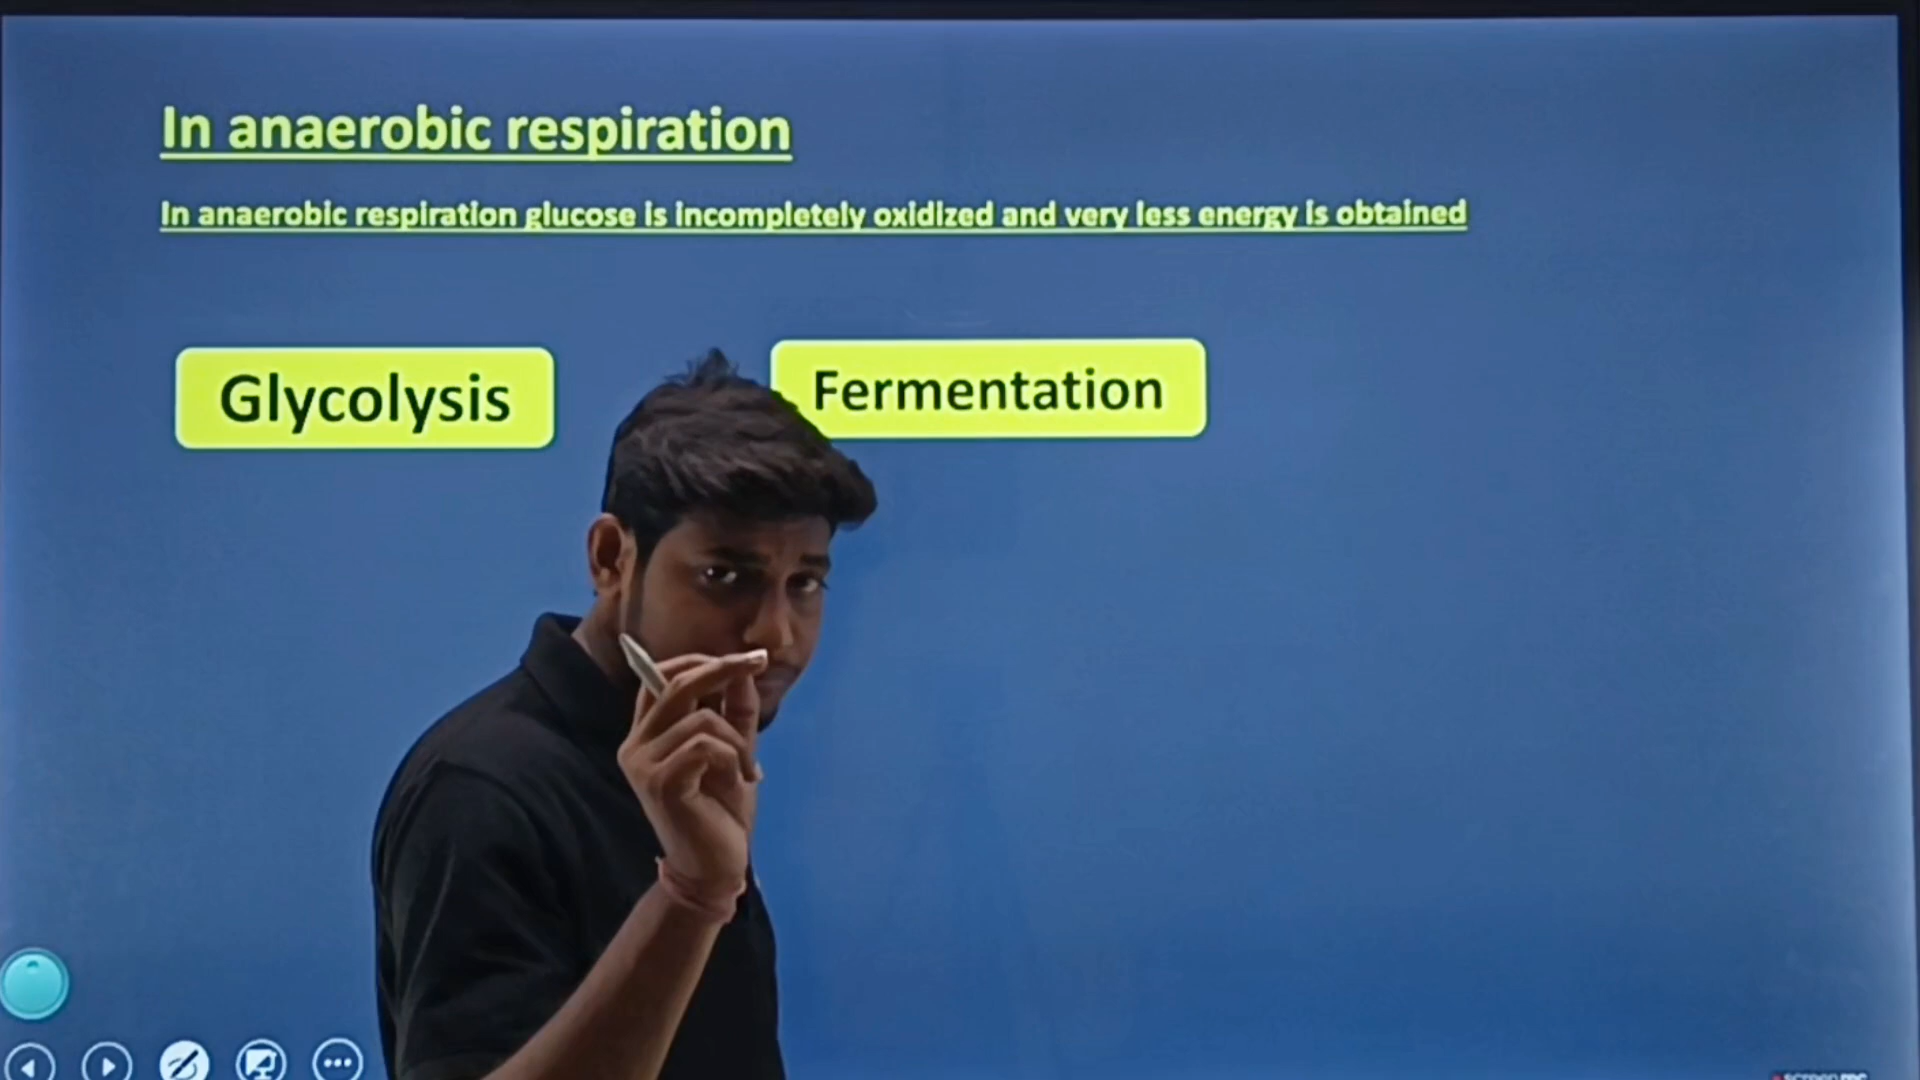 In anaerobic respiration
In anaerobic respiration glucose is incompletely oxidized and very less energy is obtained
Glycolysis
Fermentation